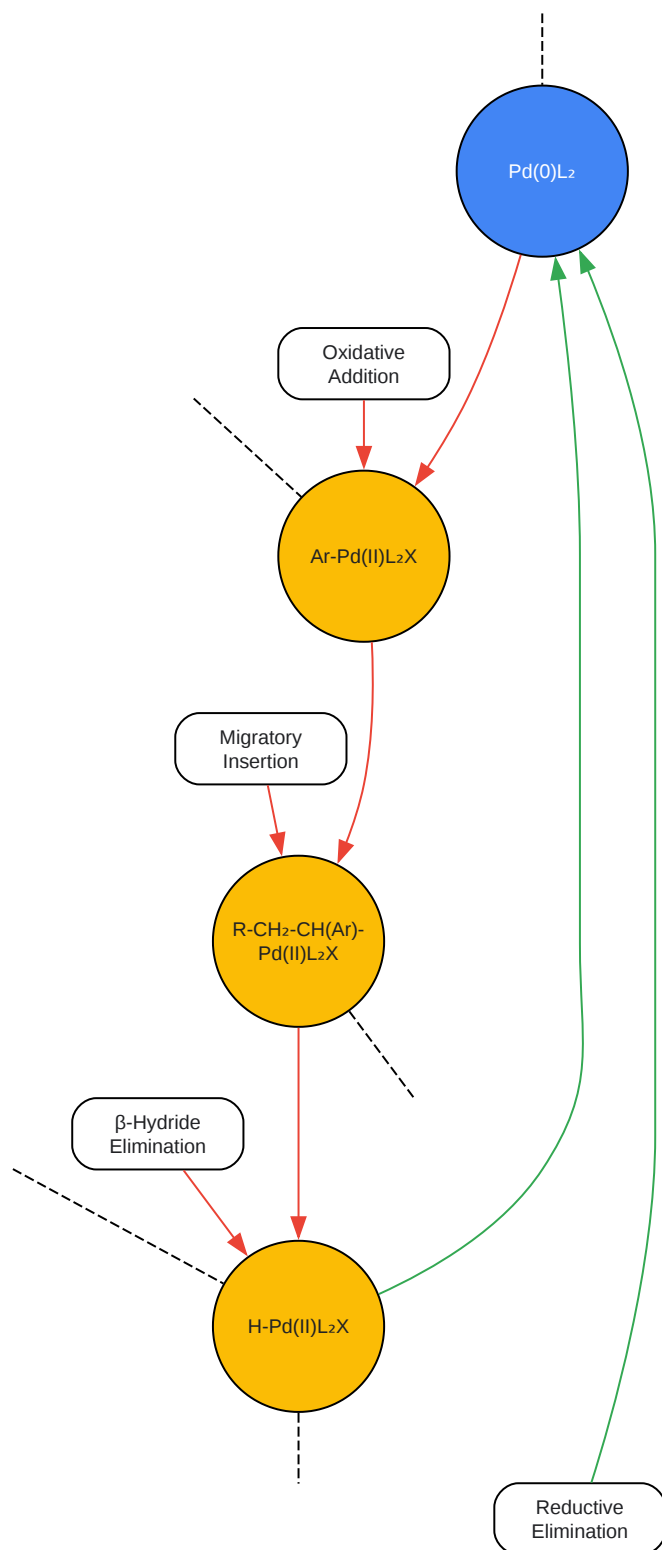 Pd(0)L₂
Oxidative
Addition
Ar-Pd(II)L₂X
Migratory
Insertion
R-CH₂-CH(Ar)-
Pd(II)L₂X
β-Hydride
Elimination
H-Pd(II)L₂X
Reductive
Elimination